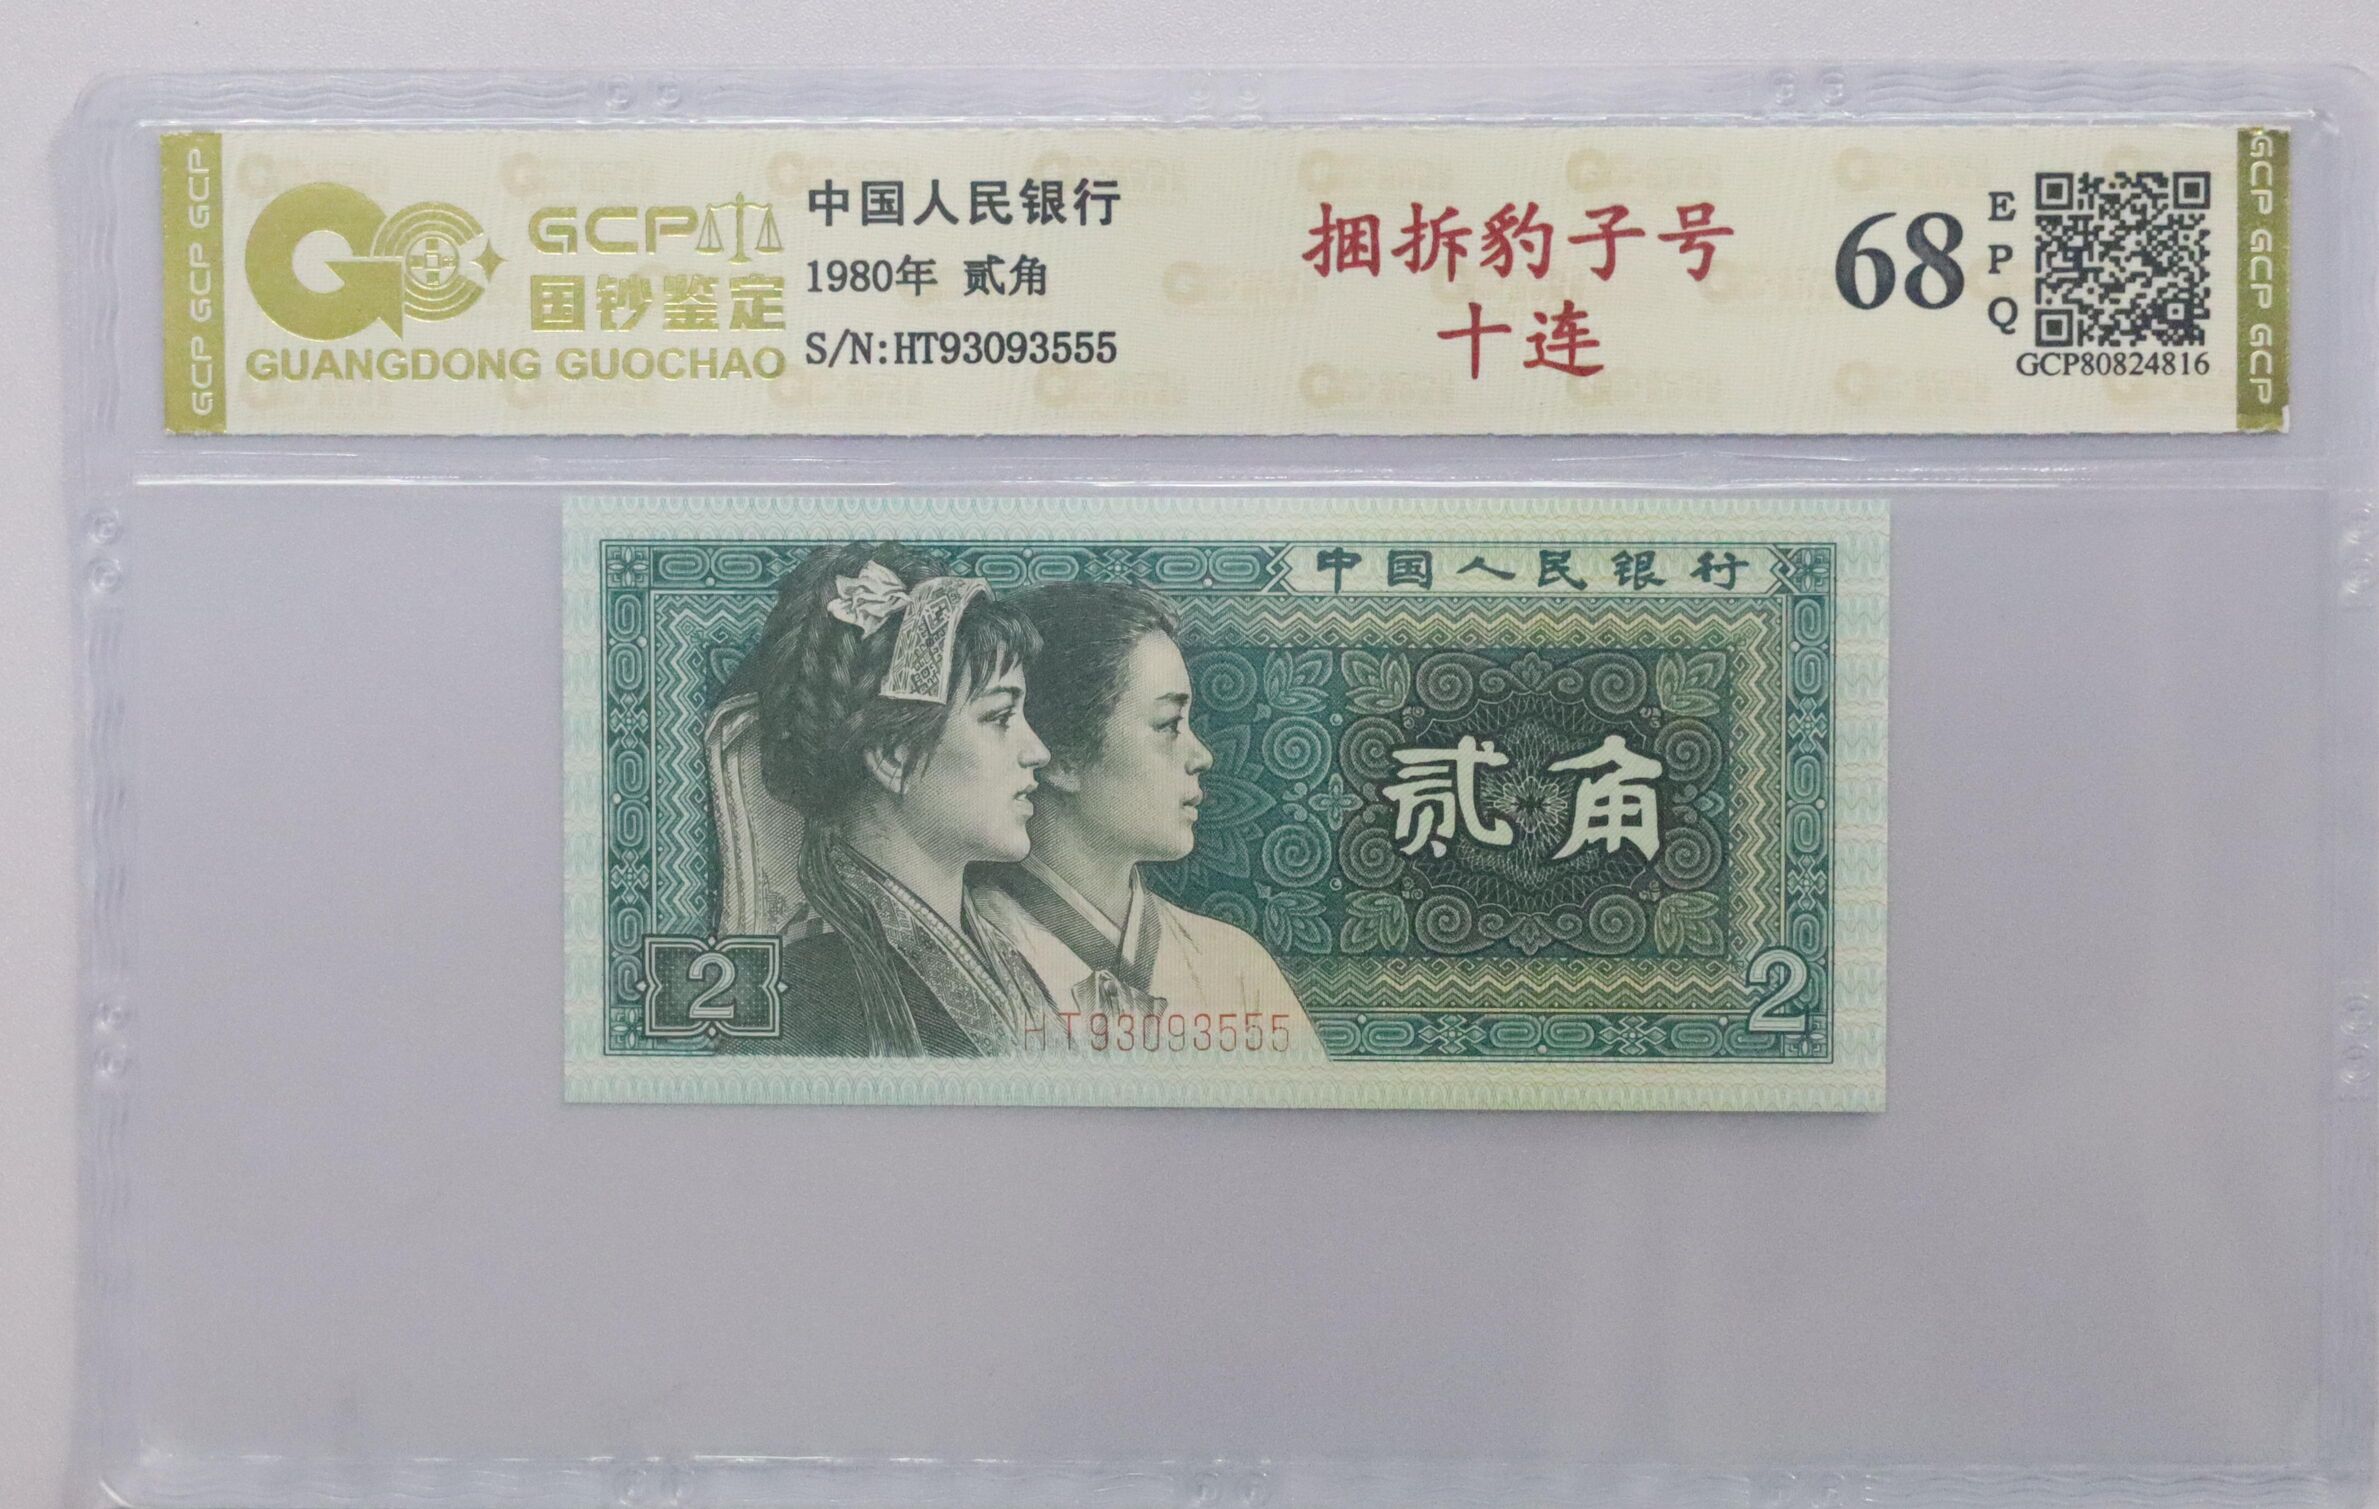 GCP GCP GCP
GCP
国钞鉴定
GUANGDONG GUOCHAO
中国人民银行
1980年 贰角
S/N:HT93093555
捆拆豹子号
十连
68
EPQ
GCP80824816
GCP GCP GCP
中国人民银行
贰角
2
2
HT93093555